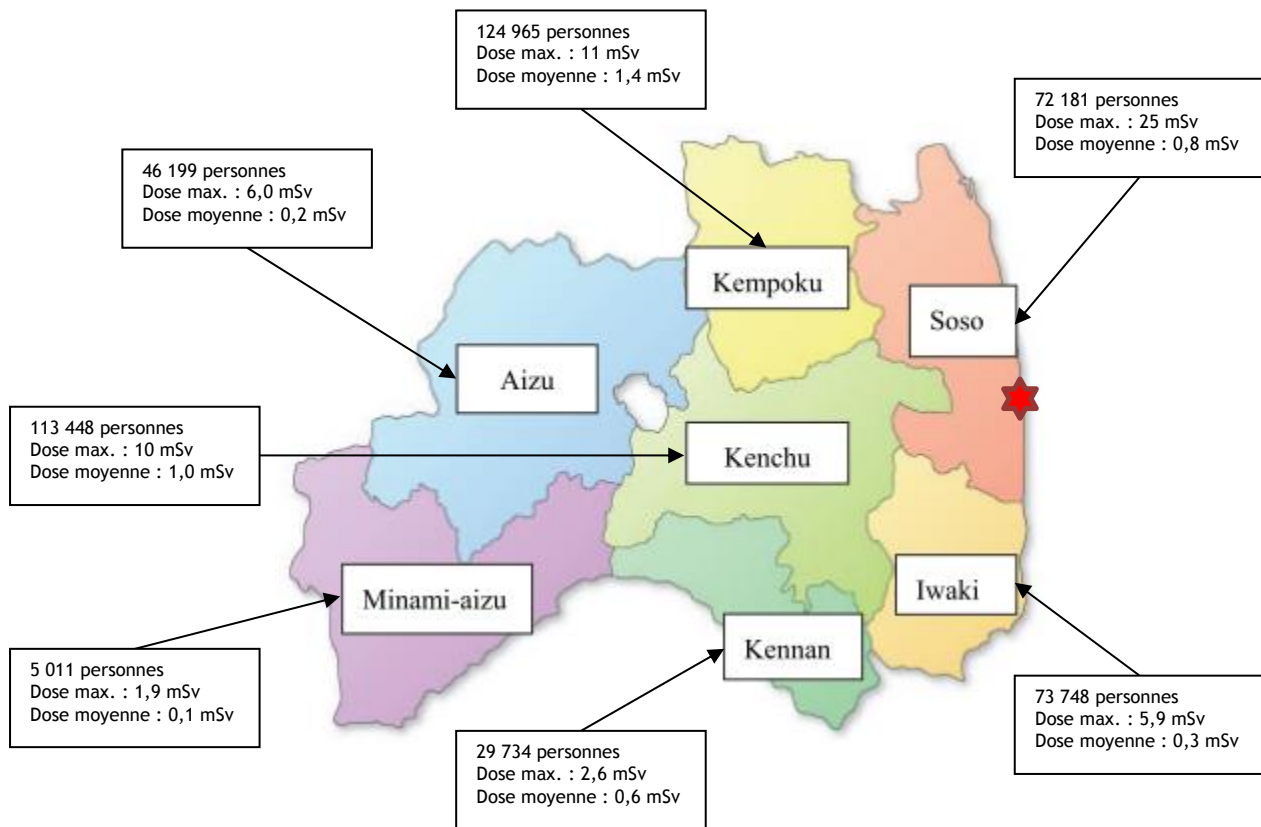 124 965 personnes
Dose max. : 11 mSv
Dose moyenne : 1,4 mSv
72 181 personnes
Dose max. : 25 mSv
Dose moyenne : 0,8 mSv
46 199 personnes
Dose max. : 6,0 mSv
Dose moyenne : 0,2 mSv
Kempoku
Soso
Aizu
113 448 personnes
Dose max. : 10 mSv
Dose moyenne : 1,0 mSv
Kenchu
Minami-aizu
Iwaki
Kennan
5 011 personnes
Dose max. : 1,9 mSv
Dose moyenne : 0,1 mSv
73 748 personnes
Dose max. : 5,9 mSv
Dose moyenne : 0,3 mSv
29 734 personnes
Dose max. : 2,6 mSv
Dose moyenne : 0,6 mSv